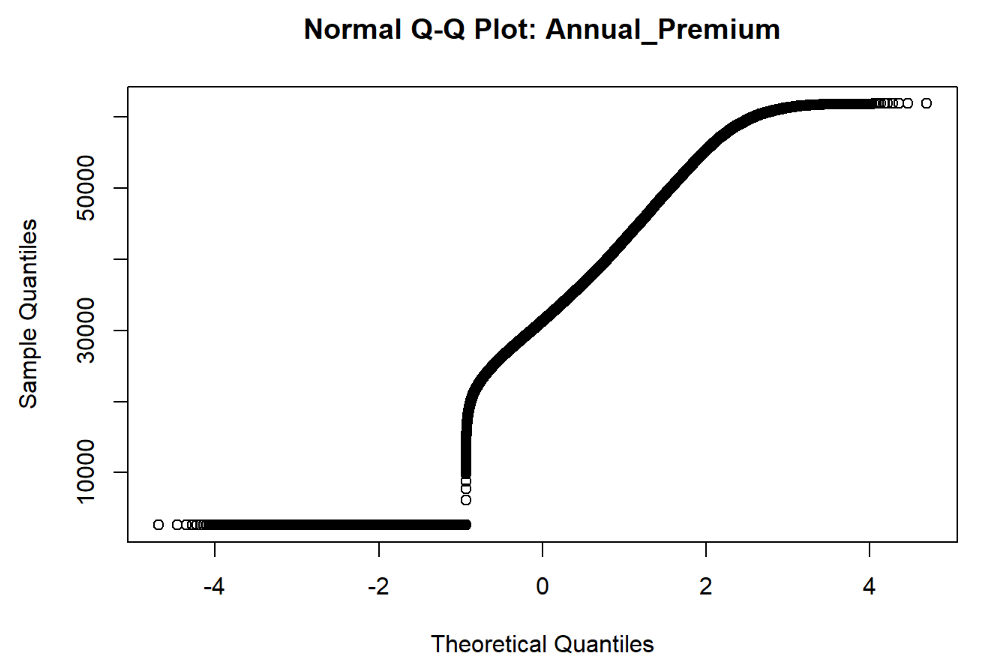 Normal Q-Q Plot: Annual_Premium
Sample Quantiles
50000
30000
10000
-4 -2 0 2 4
Theoretical Quantiles